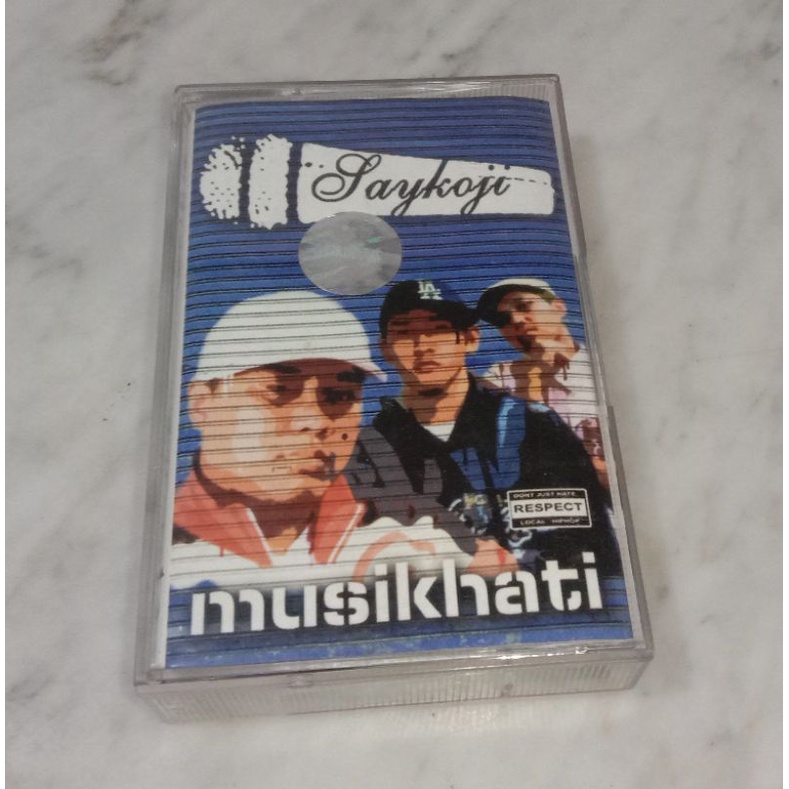 Saykoji
LA
DONT JUST HATE,
RESPECT
LOCAL HIPHOP
musikhati